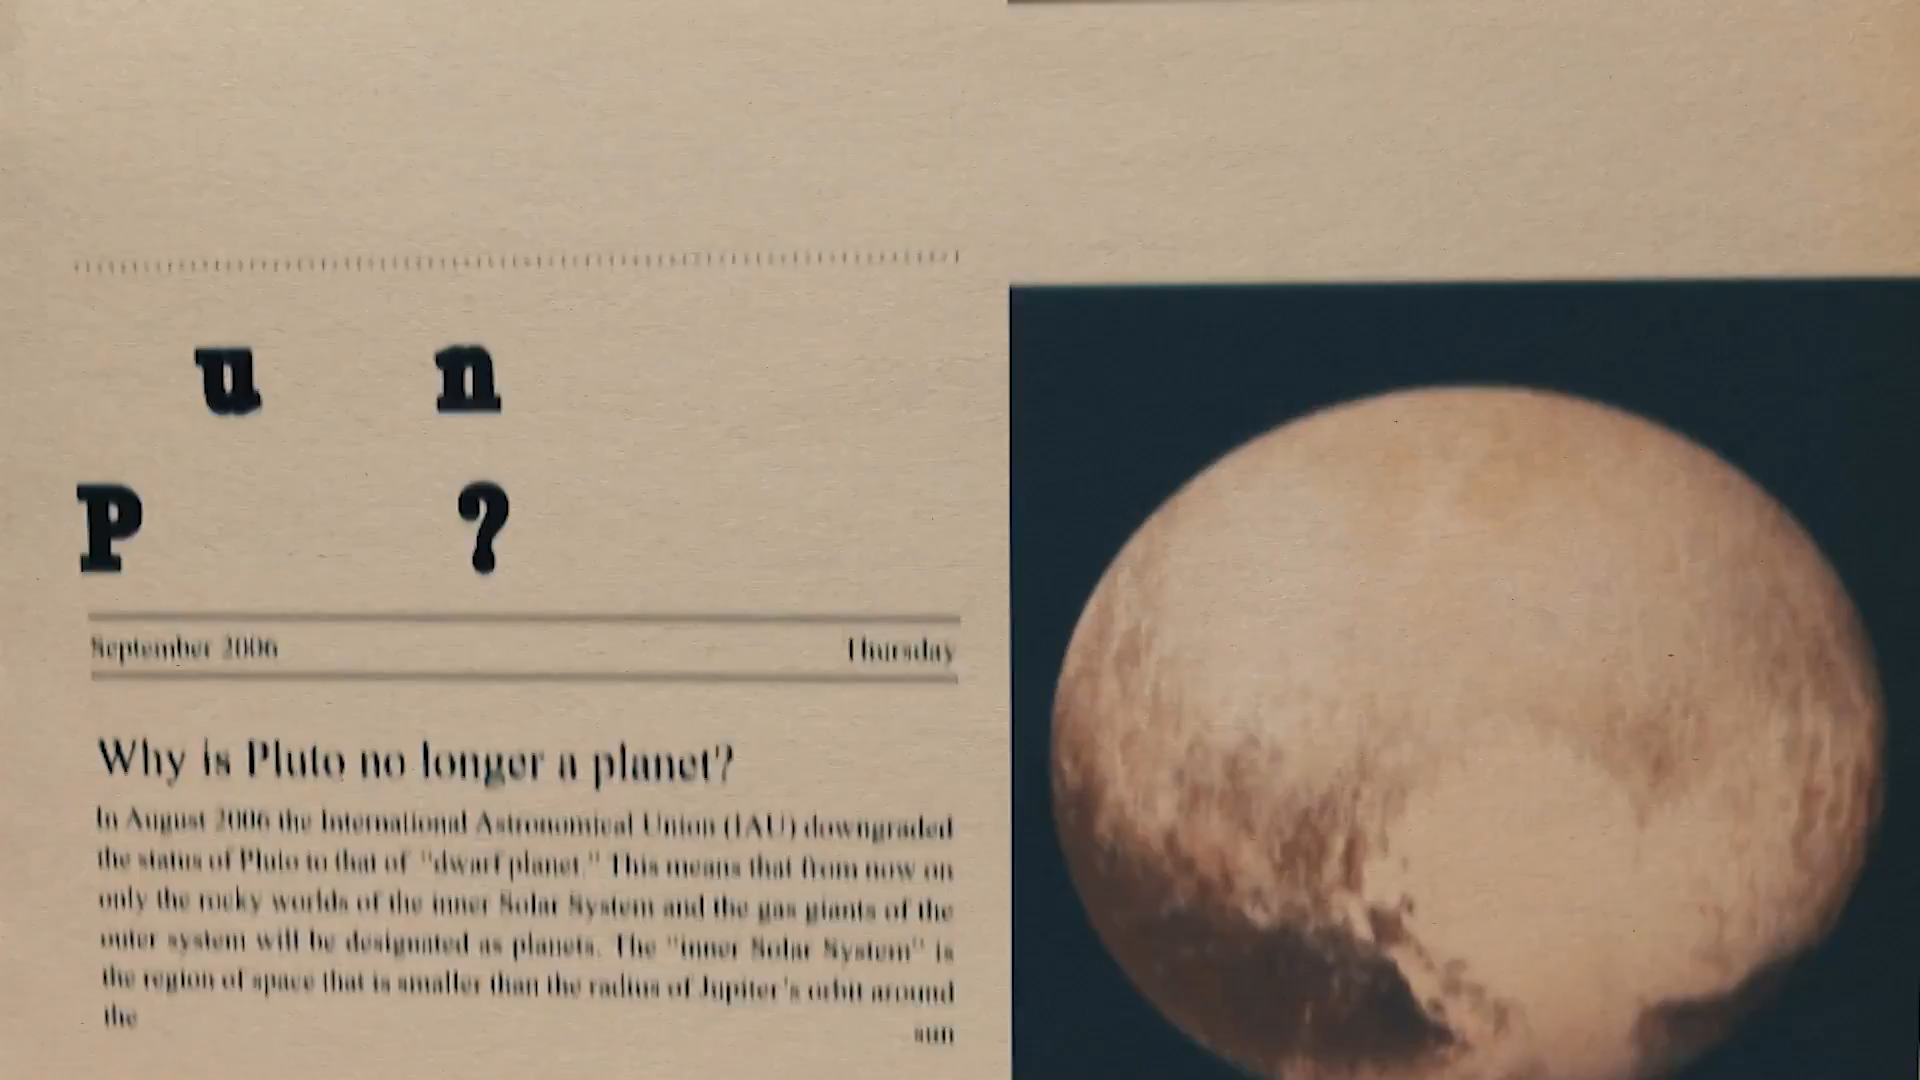 u n
P ?
September 2006 Thursday
Why is Pluto no longer a planet?
In August 2006 the International Astronomical Union (IAU) downgraded
the status of Pluto to that of "dwarf planet." This means that from now on
only the rocky worlds of the inner Solar System and the gas giants of the
outer system will be designated as planets. The "inner Solar System" is
the region of space that is smaller than the radius of Jupiter's orbit around
the sun